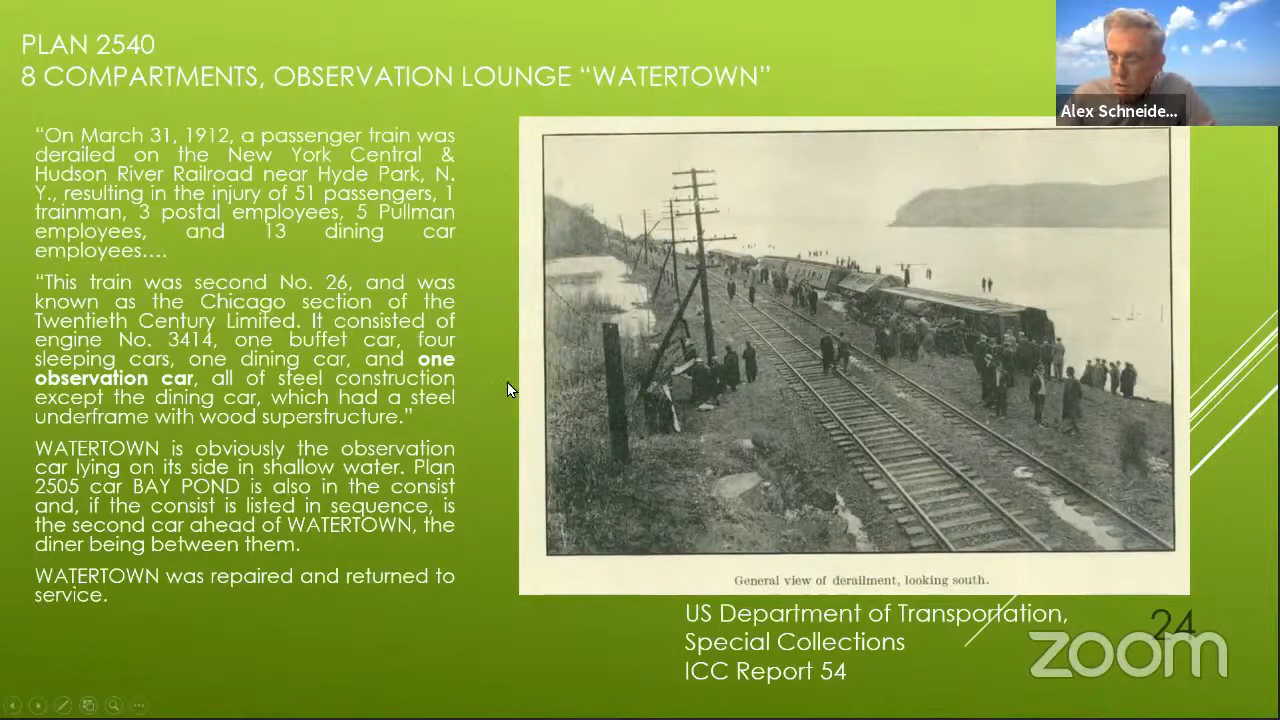 PLAN 2540
8 COMPARTMENTS, OBSERVATION LOUNGE “WATERTOWN”
Alex Schneide...
“On March 31, 1912, a passenger train was
derailed on the New York Central &
Hudson River Railroad near Hyde Park, N.
Y., resulting in the injury of 51 passengers, 1
trainman, 3 postal employees, 5 Pullman
employees, and 13 dining car
employees….
“This train was second No. 26, and was
known as the Chicago section of the
Twentieth Century Limited. It consisted of
engine No. 3414, one buffet car, four
sleeping cars, one dining car, and one
observation car, all of steel construction
except the dining car, which had a steel
underframe with wood superstructure.”
WATERTOWN is obviously the observation
car lying on its side in shallow water. Plan
2505 car BAY POND is also in the consist
and, if the consist is listed in sequence, is
the second car ahead of WATERTOWN, the
diner being between them.
WATERTOWN was repaired and returned to
service.
General view of derailment, looking south.
US Department of Transportation,
Special Collections
ICC Report 54
24
zoom